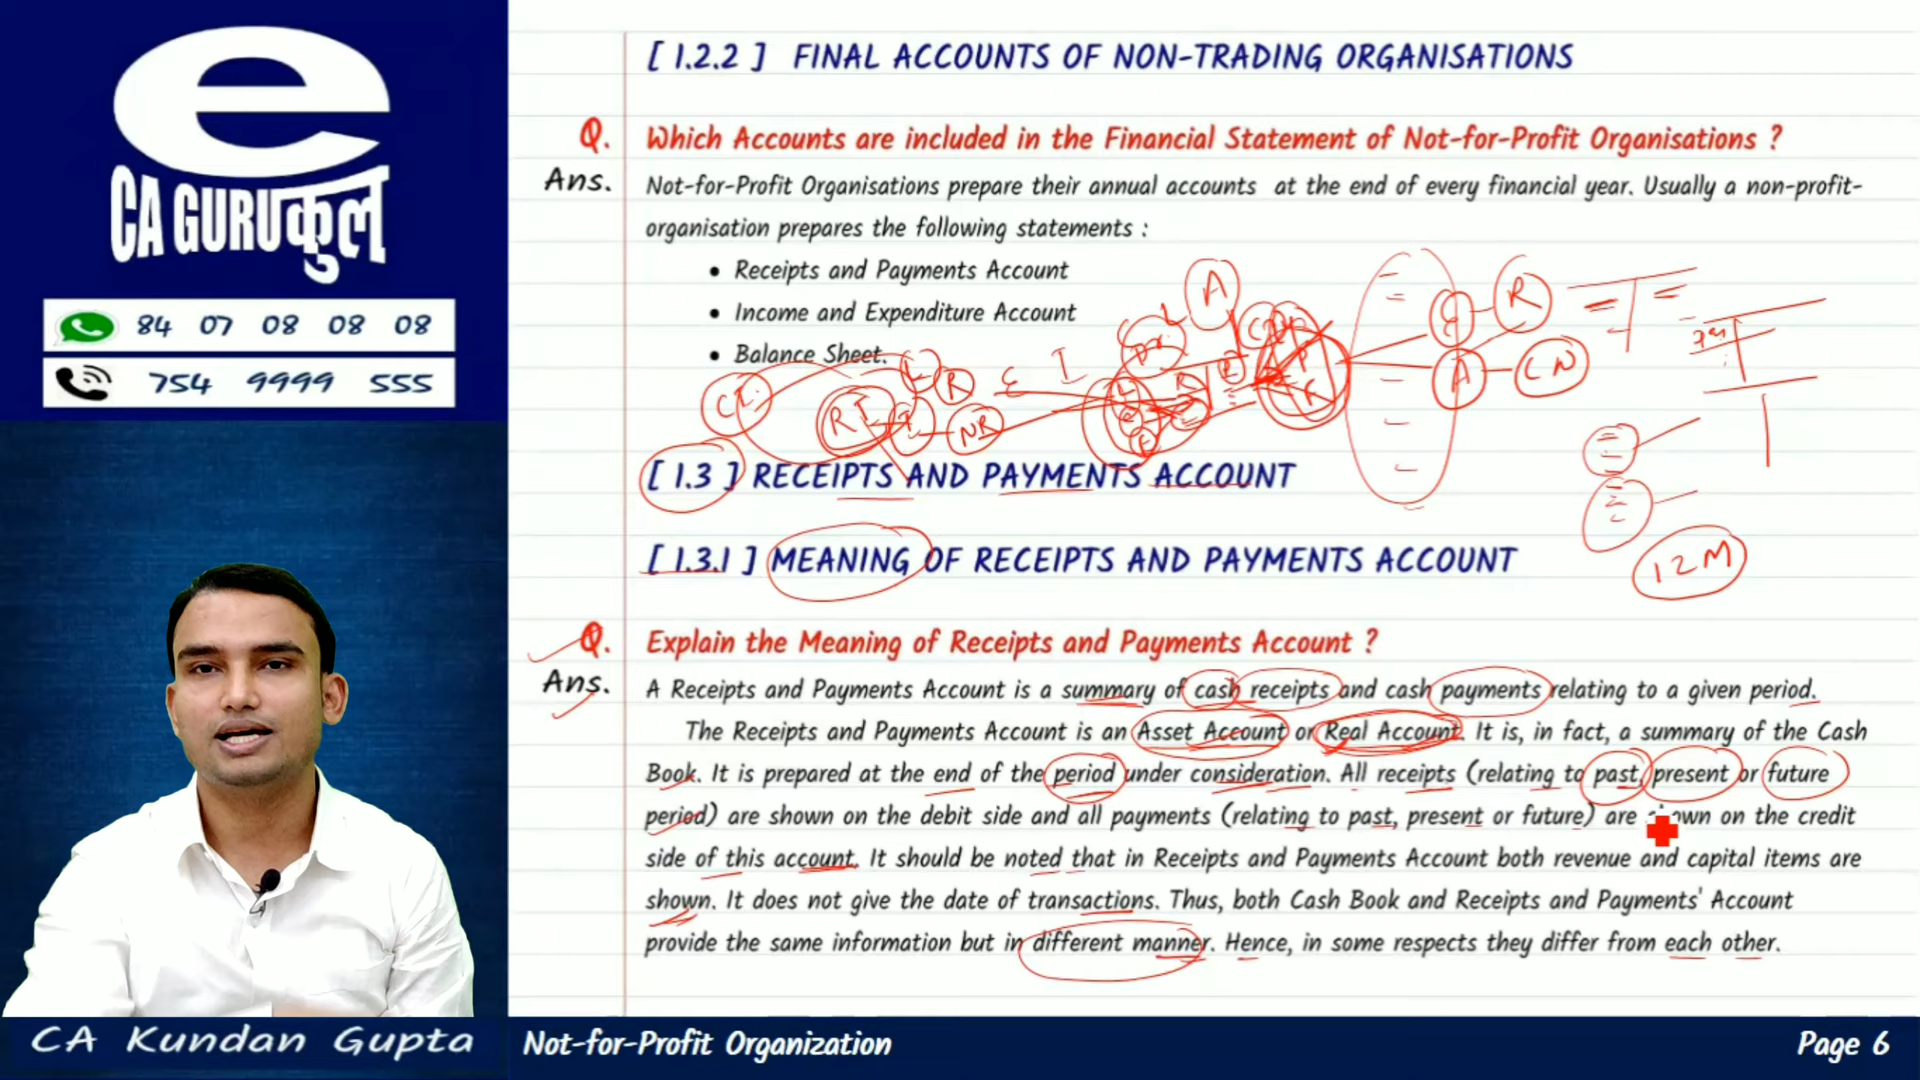 e
CA GURUकुल
84 07 08 08 08
754 9999 555
[ 1.2.2 ] FINAL ACCOUNTS OF NON-TRADING ORGANISATIONS
Q. Which Accounts are included in the Financial Statement of Not-for-Profit Organisations ?
Ans. Not-for-Profit Organisations prepare their annual accounts at the end of every financial year. Usually a non-profit-
organisation prepares the following statements :
• Receipts and Payments Account
• Income and Expenditure Account
• Balance Sheet.
A
R
A
CN
Dr.
CI
RI
R
NR
E I
P
K
12M
[ 1.3 ] RECEIPTS AND PAYMENTS ACCOUNT
[ 1.3.1 ] MEANING OF RECEIPTS AND PAYMENTS ACCOUNT
Q. Explain the Meaning of Receipts and Payments Account ?
Ans. A Receipts and Payments Account is a summary of cash receipts and cash payments relating to a given period.
The Receipts and Payments Account is an Asset Account or Real Account. It is, in fact, a summary of the Cash
Book. It is prepared at the end of the period under consideration. All receipts (relating to past, present or future
period) are shown on the debit side and all payments (relating to past, present or future) are shown on the credit
side of this account. It should be noted that in Receipts and Payments Account both revenue and capital items are
shown. It does not give the date of transactions. Thus, both Cash Book and Receipts and Payments' Account
provide the same information but in different manner. Hence, in some respects they differ from each other.
CA Kundan Gupta
Not-for-Profit Organization
Page 6